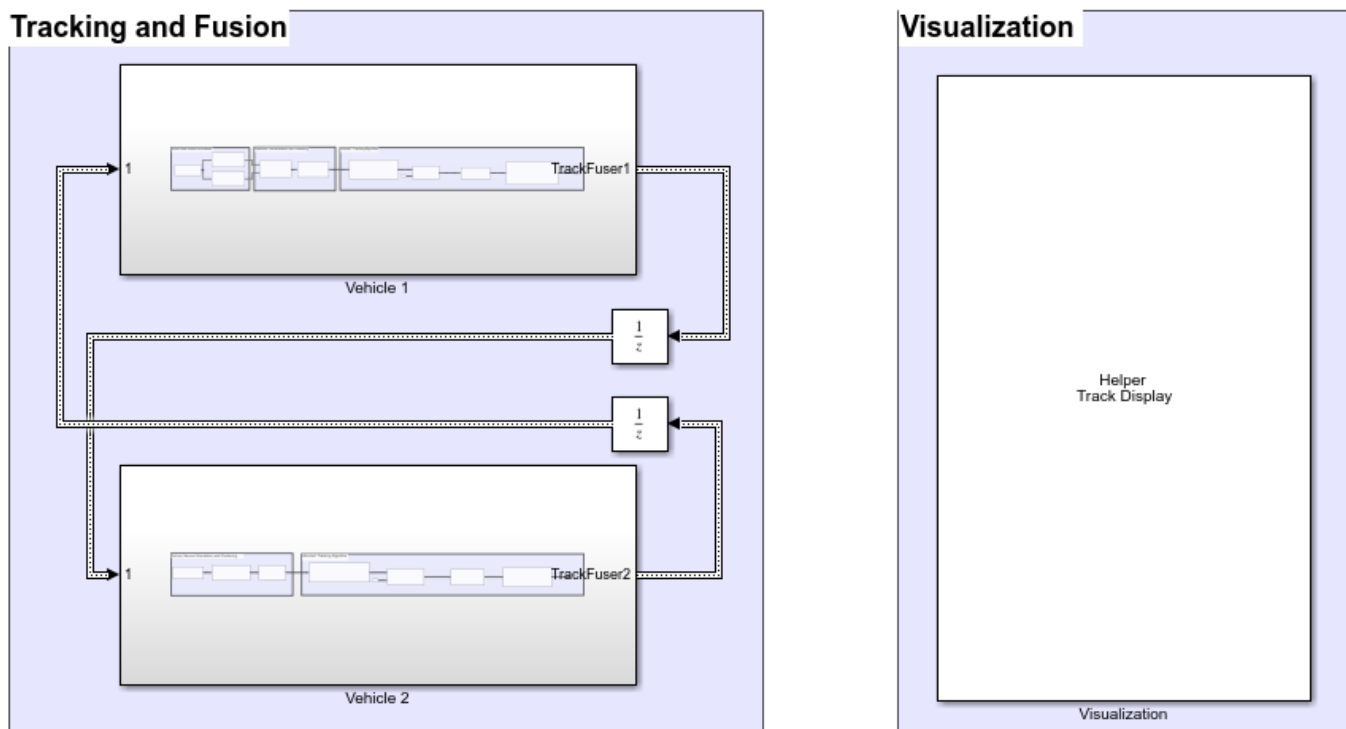 Tracking and Fusion
1
TrackFuser1
Vehicle 1
1
z
1
z
1
TrackFuser2
Vehicle 2
Visualization
Helper
Track Display
Visualization